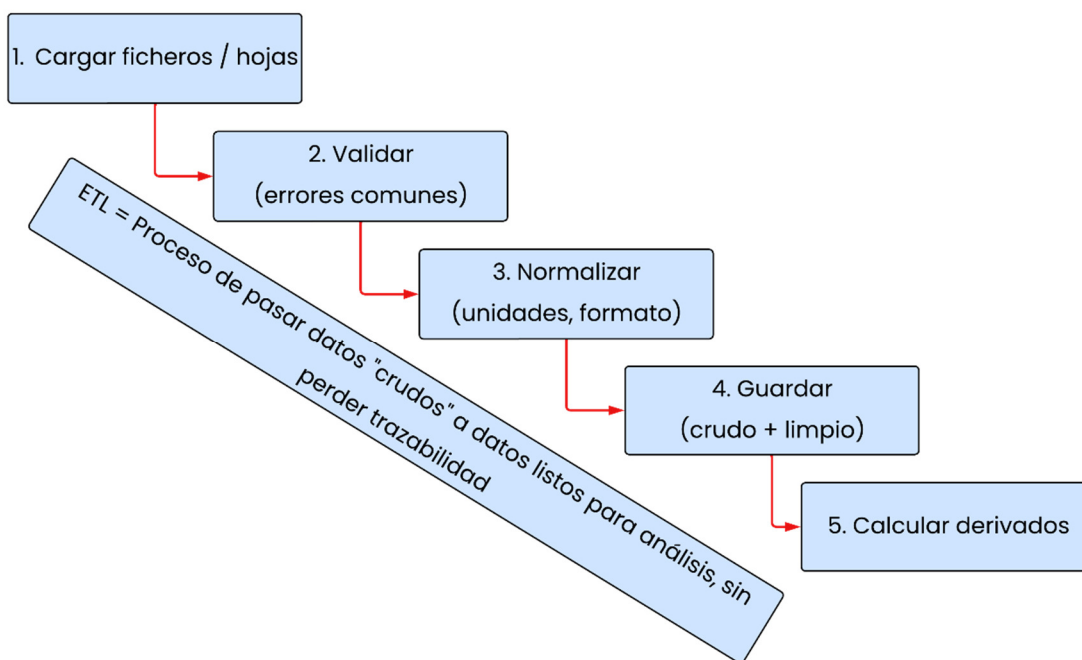 1. Cargar ficheros / hojas
2. Validar
(errores comunes)
ETL = Proceso de pasar datos "crudos" a datos listos para análisis, sin
perder trazabilidad
3. Normalizar
(unidades, formato)
4. Guardar
(crudo + limpio)
5. Calcular derivados